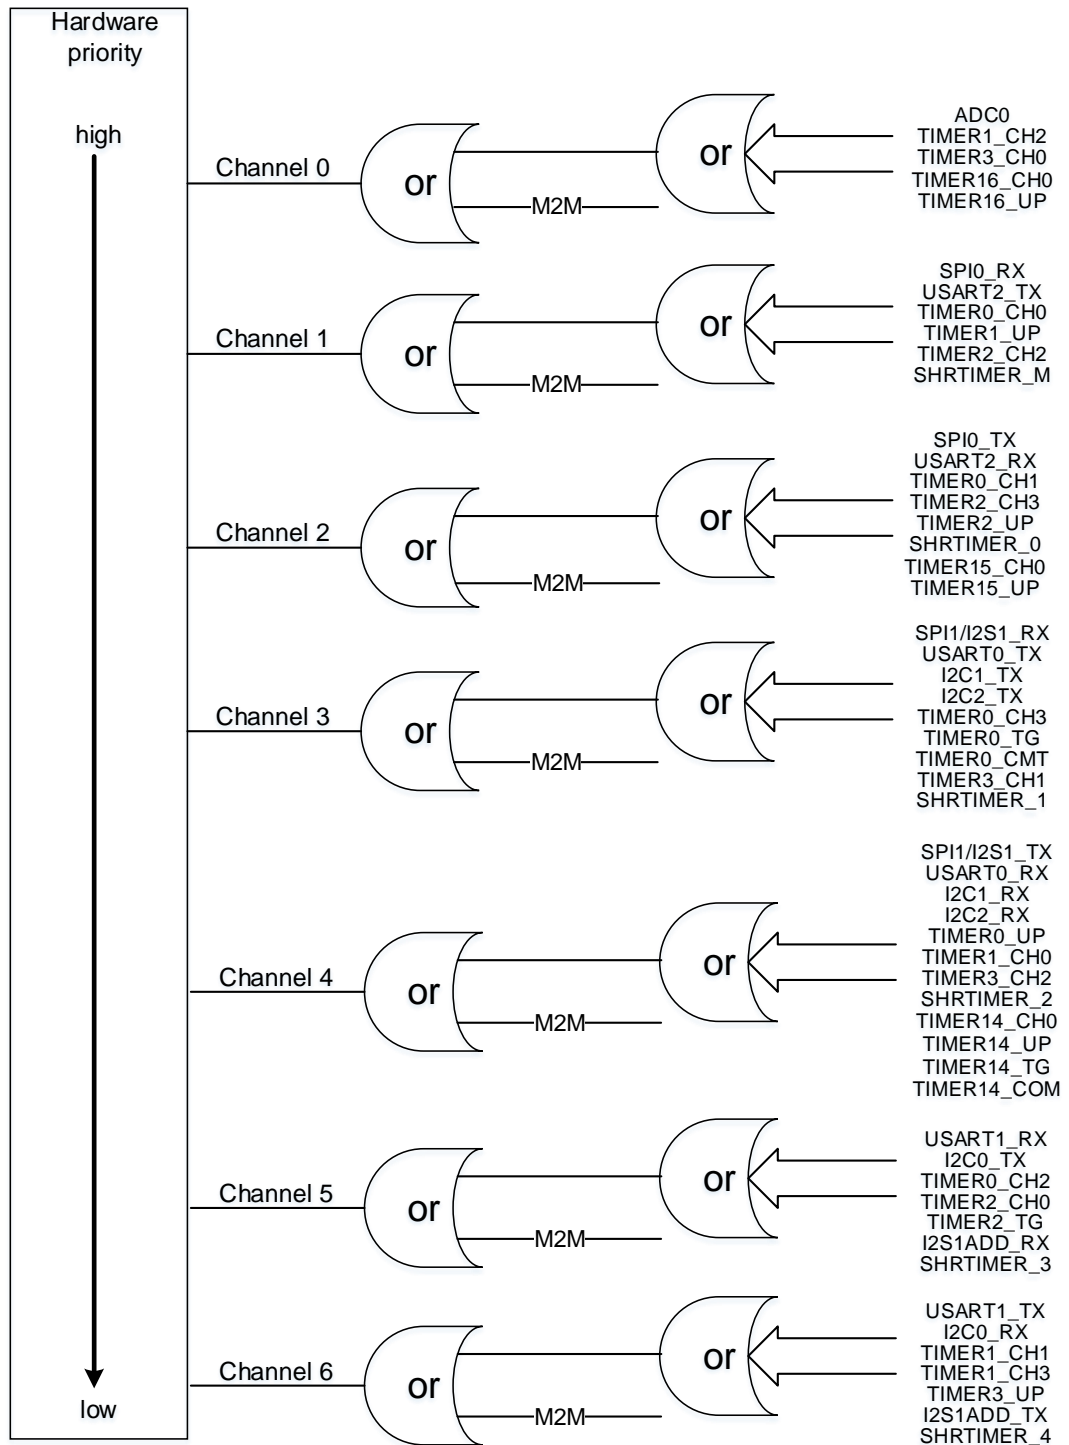 Hardware
priority
high
Channel 0
or
M2M
or
ADC0
TIMER1_CH2
TIMER3_CH0
TIMER16_CH0
TIMER16_UP
Channel 1
or
M2M
or
SPI0_RX
USART2_TX
TIMER0_CH0
TIMER1_UP
TIMER2_CH2
SHRTIMER_M
Channel 2
or
M2M
or
SPI0_TX
USART2_RX
TIMER0_CH1
TIMER2_CH3
TIMER2_UP
SHRTIMER_0
TIMER15_CH0
TIMER15_UP
Channel 3
or
M2M
or
SPI1/I2S1_RX
USART0_TX
I2C1_TX
I2C2_TX
TIMER0_CH3
TIMER0_TG
TIMER0_CMT
TIMER3_CH1
SHRTIMER_1
Channel 4
or
M2M
or
SPI1/I2S1_TX
USART0_RX
I2C1_RX
I2C2_RX
TIMER0_UP
TIMER1_CH0
TIMER3_CH2
SHRTIMER_2
TIMER14_CH0
TIMER14_UP
TIMER14_TG
TIMER14_COM
Channel 5
or
M2M
or
USART1_RX
I2C0_TX
TIMER0_CH2
TIMER2_CH0
TIMER2_TG
I2S1ADD_RX
SHRTIMER_3
Channel 6
or
M2M
or
USART1_TX
I2C0_RX
TIMER1_CH1
TIMER1_CH3
TIMER3_UP
I2S1ADD_TX
SHRTIMER_4
low